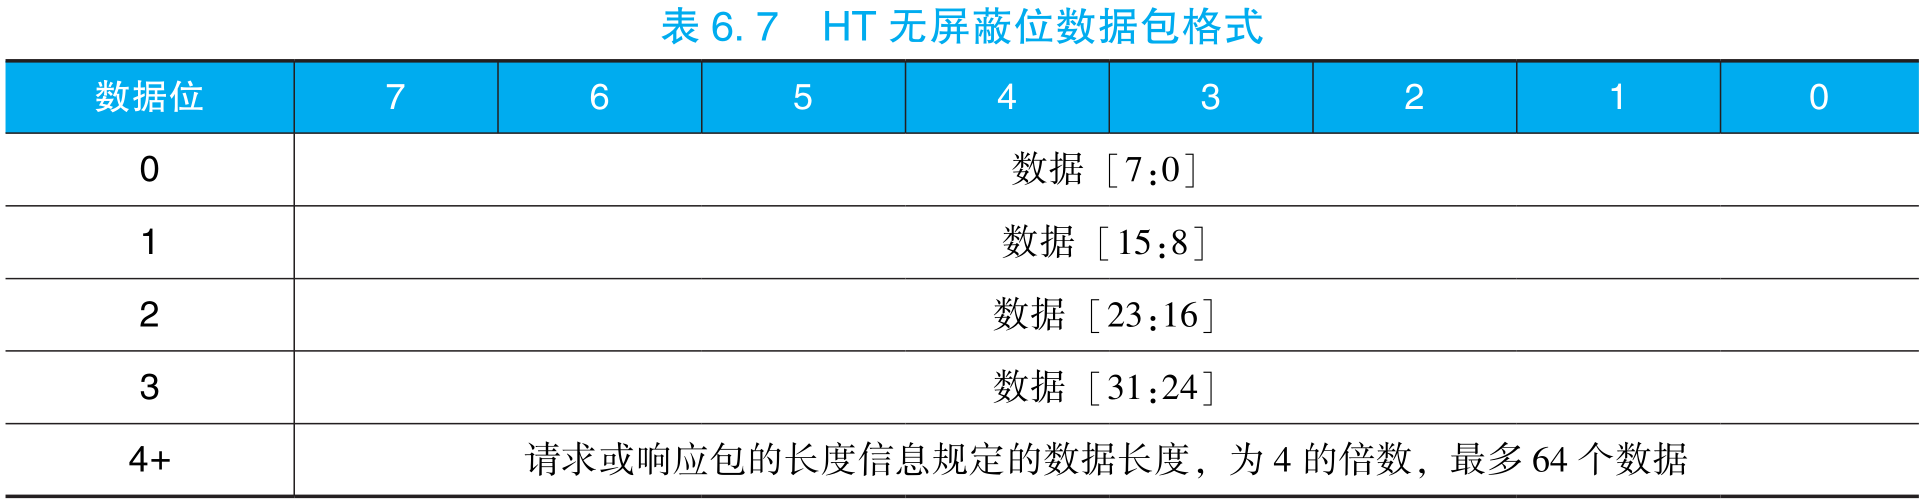 表 6.7 HT 无屏蔽位数据包格式
数据位 7 6 5 4 3 2 1 0
0 数据 [7:0]
1 数据 [15:8]
2 数据 [23:16]
3 数据 [31:24]
4+ 请求或响应包的长度信息规定的数据长度，为 4 的倍数，最多 64 个数据